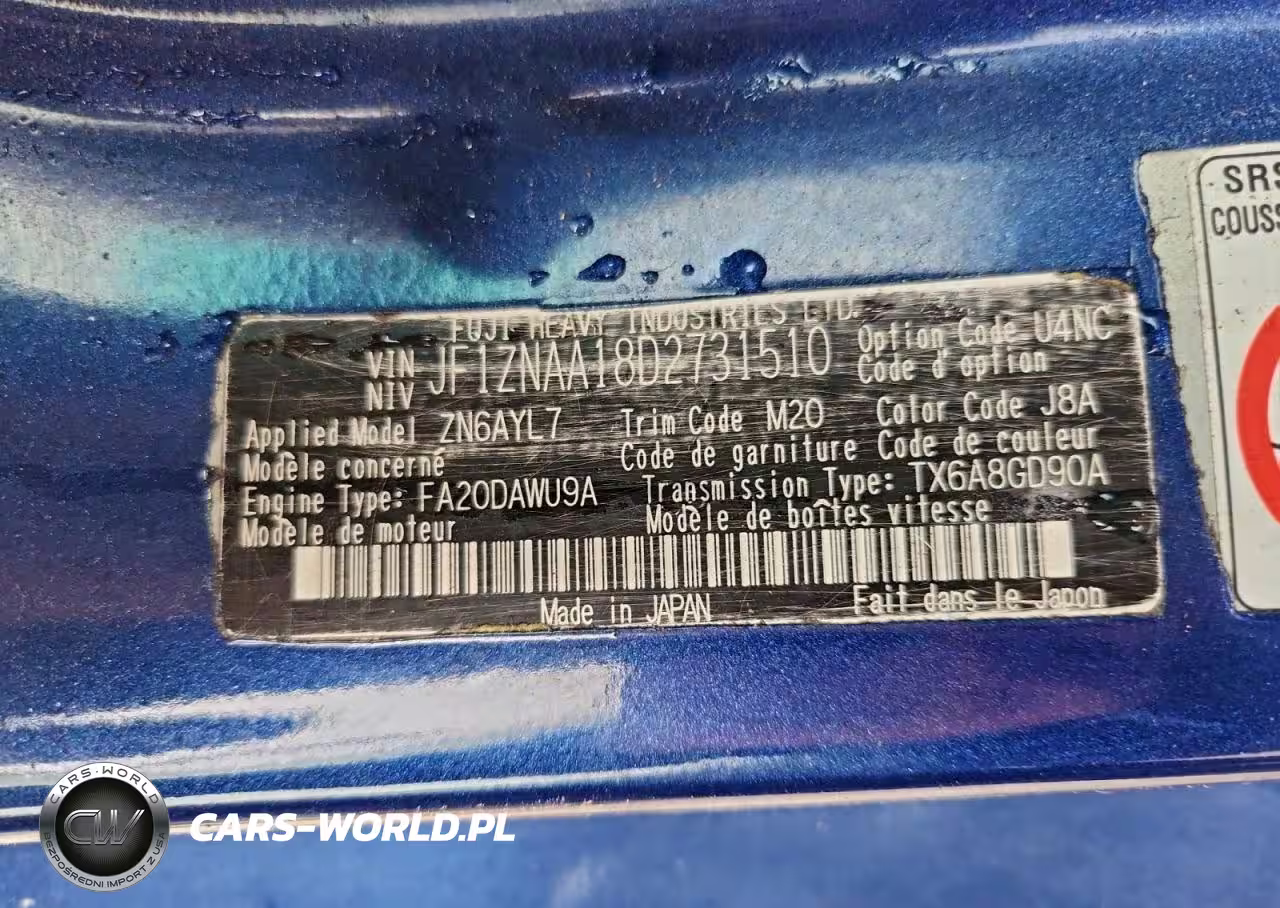 FUJI HEAVY INDUSTRIES LTD.
VIN JF1ZNAA18D2731510
NIV
Option Code U4NC
Code d'option
Applied Model ZN6AYL7 Trim Code M20 Color Code J8A
Modèle concerné Code de garniture Code de couleur
Engine Type: FA20DAWU9A Transmission Type: TX6A8GD90A
Modèle de moteur Modèle de boîtes vitesse
Made in JAPAN Fait dans le Japon
SRS
COUSS
CARS-WORLD
CW
BEZPOŚREDNI IMPORT Z USA
CARS-WORLD.PL